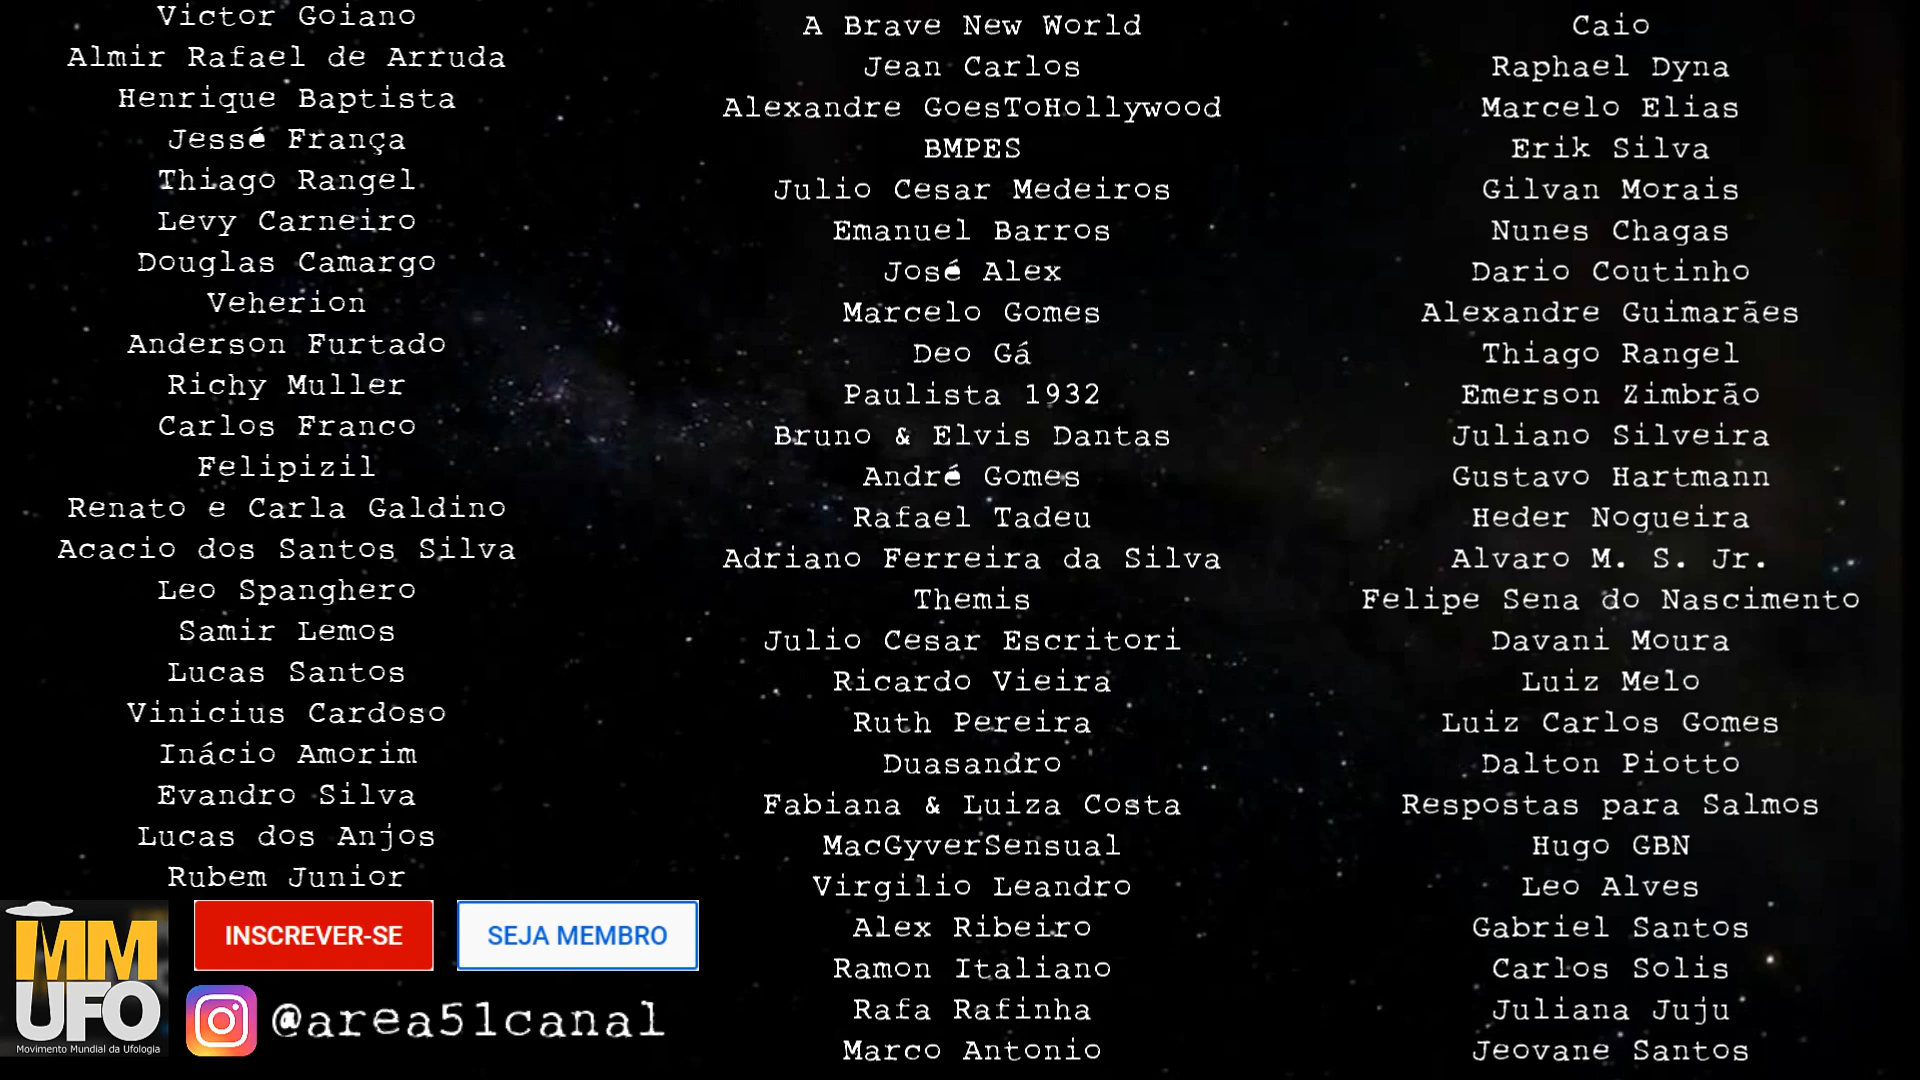 Victor Goiano
Almir Rafael de Arruda
Henrique Baptista
Jessé França
Thiago Rangel
Levy Carneiro
Douglas Camargo
Veherion
Anderson Furtado
Richy Muller
Carlos Franco
Felipizil
Renato e Carla Galdino
Acacio dos Santos Silva
Leo Spanghero
Samir Lemos
Lucas Santos
Vinicius Cardoso
Inácio Amorim
Evandro Silva
Lucas dos Anjos
Rubem Junior
A Brave New World
Jean Carlos
Alexandre GoesToHollywood
BMPES
Julio Cesar Medeiros
Emanuel Barros
José Alex
Marcelo Gomes
Deo Gá
Paulista 1932
Bruno & Elvis Dantas
André Gomes
Rafael Tadeu
Adriano Ferreira da Silva
Themis
Julio Cesar Escritori
Ricardo Vieira
Ruth Pereira
Duasandro
Fabiana & Luiza Costa
MacGyverSensual
Virgilio Leandro
Alex Ribeiro
Ramon Italiano
Rafa Rafinha
Marco Antonio
Caio
Raphael Dyna
Marcelo Elias
Erik Silva
Gilvan Morais
Nunes Chagas
Dario Coutinho
Alexandre Guimarães
Thiago Rangel
Emerson Zimbrão
Juliano Silveira
Gustavo Hartmann
Heder Nogueira
Alvaro M. S. Jr.
Felipe Sena do Nascimento
Davani Moura
Luiz Melo
Luiz Carlos Gomes
Dalton Piotto
Respostas para Salmos
Hugo GBN
Leo Alves
Gabriel Santos
Carlos Solis
Juliana Juju
Jeovane Santos
MM
UFO
Movimento Mundial da Ufologia
INSCREVER-SE
SEJA MEMBRO
@area51canal